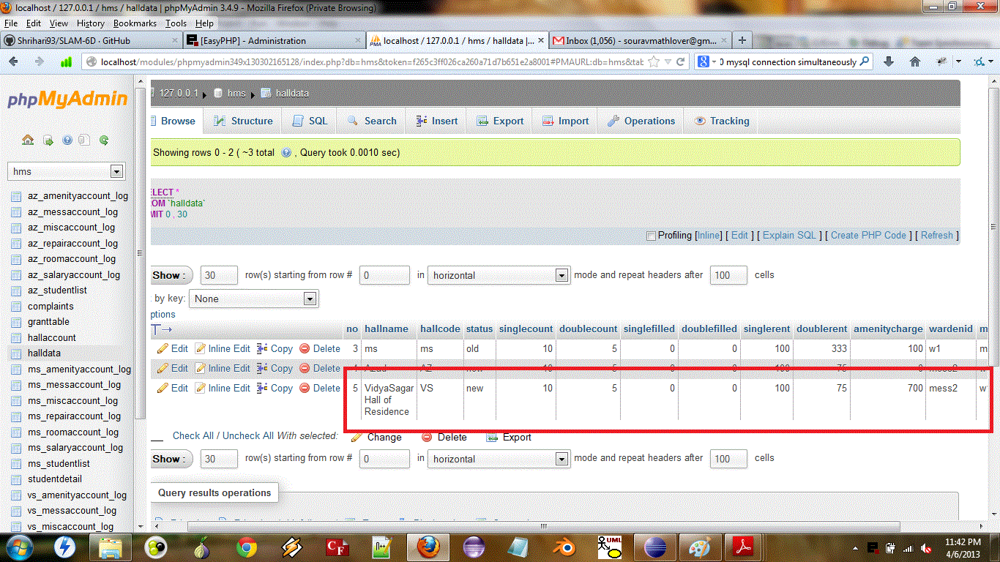 localhost / 127.0.0.1 / hms / halldata | phpMyAdmin 3.4.9 - Mozilla Firefox (Private Browsing)
File Edit View History Bookmarks Tools Help
Shrihari93/SLAM-6D · GitHub
[EasyPHP] - Administration
localhost / 127.0.0.1 / hms / halldata |...
Inbox (1,056) - souravmathlover@gm...
localhost/modules/phpmyadmin349x130302165128/index.php?db=hms&token=f265c3ff026ca260a71d7b651e2a8001#PMAURL:db=hms&tab
0 mysql connection simultaneously
phpMyAdmin
hms
az_amenityaccount_log
az_messaccount_log
az_miscaccount_log
az_repairaccount_log
az_roomaccount_log
az_salaryaccount_log
az_studentlist
complaints
granttable
hallaccount
halldata
ms_amenityaccount_log
ms_messaccount_log
ms_miscaccount_log
ms_repairaccount_log
ms_roomaccount_log
ms_salaryaccount_log
ms_studentlist
studentdetail
vs_amenityaccount_log
vs_messaccount_log
vs_miscaccount_log
127.0.0.1 hms halldata
Browse Structure SQL Search Insert Export Import Operations Tracking
Showing rows 0 - 2 ( ~3 total , Query took 0.0010 sec)
ELECT *
OM `halldata`
MIT 0 , 30
Profiling [Inline] [ Edit ] [ Explain SQL ] [ Create PHP Code ] [ Refresh ]
Show : 30 row(s) starting from row # 0 in horizontal mode and repeat headers after 100 cells
by key: None
ptions
no hallname hallcode status singlecount doublecount singlefilled doublefilled singlerent doublerent amenitycharge wardenid m
Edit Inline Edit Copy Delete 3 ms ms old 10 5 0 0 100 333 100 w1 m
Edit Inline Edit Copy Delete 4 Azad AZ new 10 5 0 0 100 75 0 mess2 w
Edit Inline Edit Copy Delete 5 VidyaSagar VS new 10 5 0 0 100 75 700 mess2 w
Hall of
Residence
Check All / Uncheck All With selected: Change Delete Export
Show : 30 row(s) starting from row # 0 in horizontal mode and repeat headers after 100 cells
Query results operations
11:42 PM
4/6/2013